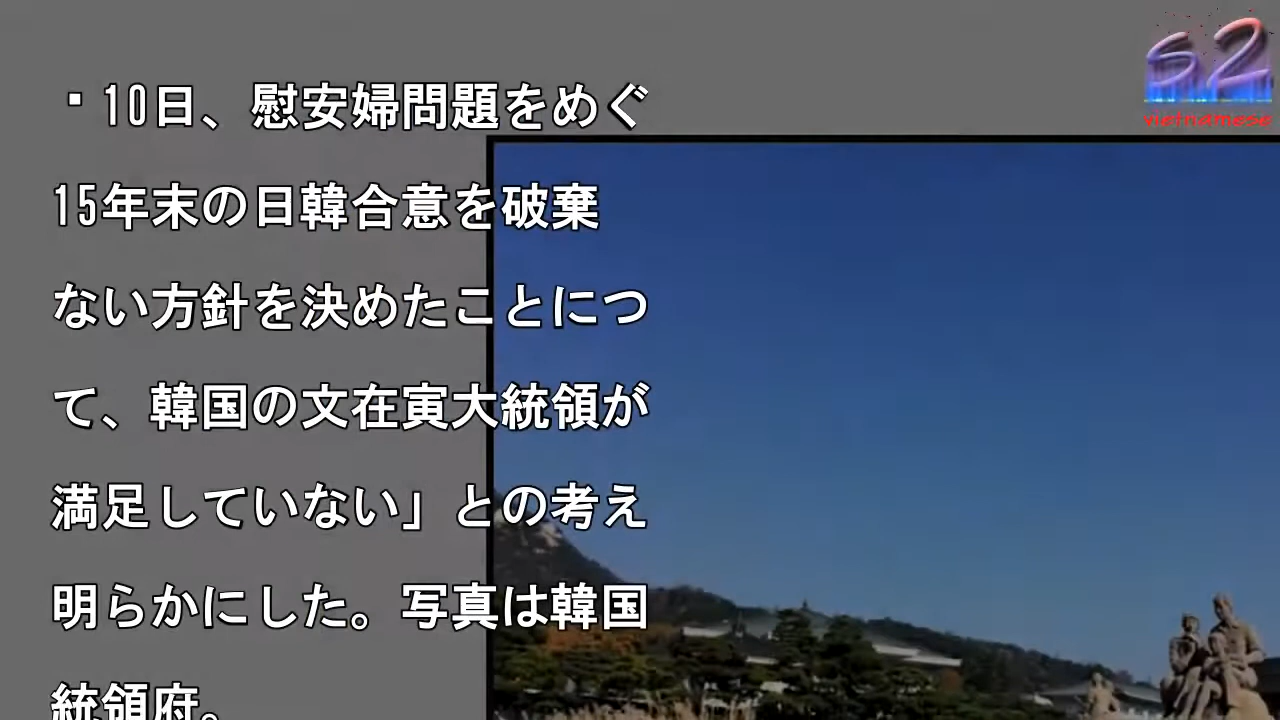 ▪10日、慰安婦問題をめぐ
15年末の日韓合意を破棄
ない方針を決めたことにつ
て、韓国の文在寅大統領が
満足していない」との考え
明らかにした。写真は韓国
統領府。
s2
vietnamese